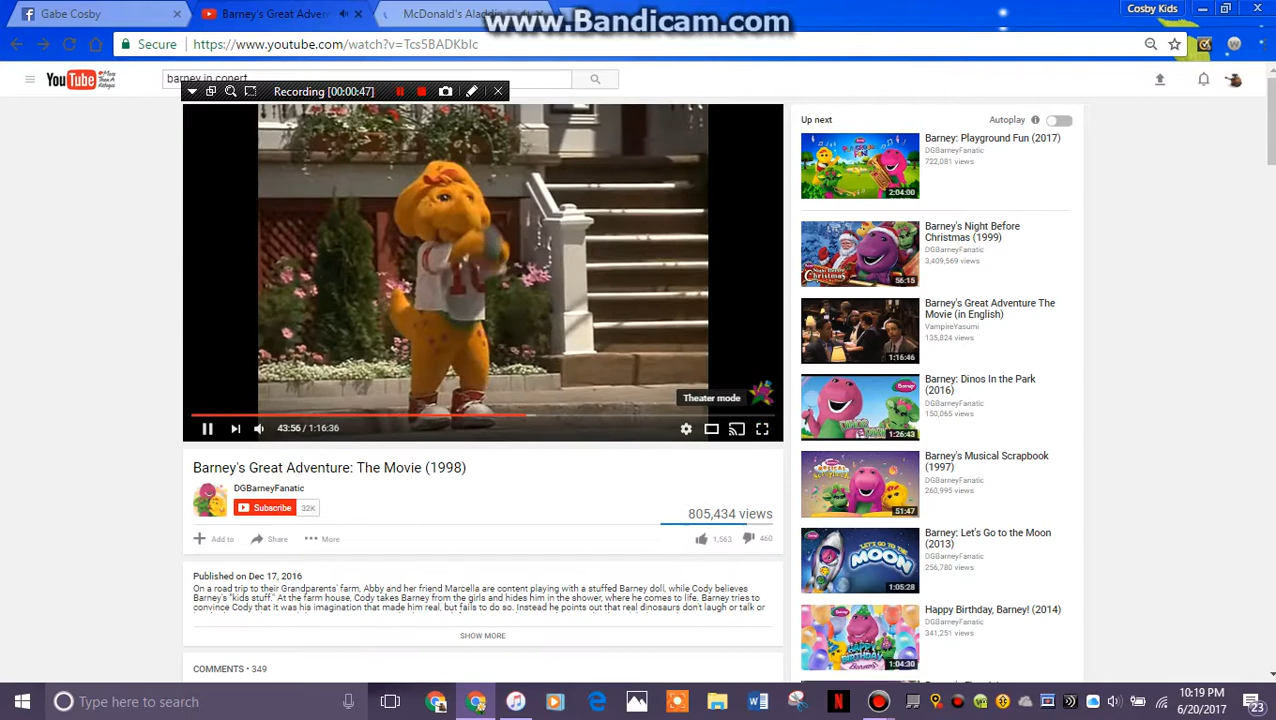 www.Bandicam.com
Gabe Cosby
Barney's Great Adventur
McDonald's Aladdin
Cosby Kids
Secure
https://www.youtube.com/watch?v=Tcs5BADKbIc
YouTube
barney in conert
Recording [00:00:47]
Theater mode
43:56 / 1:16:36
Barney's Great Adventure: The Movie (1998)
DGBarneyFanatic
Subscribe
32K
805,434 views
Add to
Share
More
1,563
460
Published on Dec 17, 2016
On a road trip to their Grandparents' farm, Abby and her friend Marcella are content playing with a stuffed Barney doll, while Cody believes
Barney's "kids stuff." At the farm house, Cody takes Barney from the girls and hides him in the shower, where he comes to life. Barney tries to
convince Cody that it was his imagination that made him real, but fails to do so. Instead he points out that real dinosaurs don't laugh or talk or
SHOW MORE
COMMENTS • 349
Up next
Autoplay
Barney: Playground Fun (2017)
DGBarneyFanatic
722,081 views
2:04:00
Barney's Night Before
Christmas (1999)
DGBarneyFanatic
3,409,569 views
56:15
Barney's Great Adventure The
Movie (in English)
VampireYasumi
135,824 views
1:16:46
Barney: Dinos In the Park
(2016)
DGBarneyFanatic
150,065 views
1:26:43
Barney's Musical Scrapbook
(1997)
DGBarneyFanatic
260,995 views
51:47
Barney: Let's Go to the Moon
(2013)
DGBarneyFanatic
256,780 views
LET'S GO TO THE
MOON
1:05:28
Happy Birthday, Barney! (2014)
DGBarneyFanatic
341,251 views
1:04:30
Type here to search
10:19 PM
6/20/2017
23